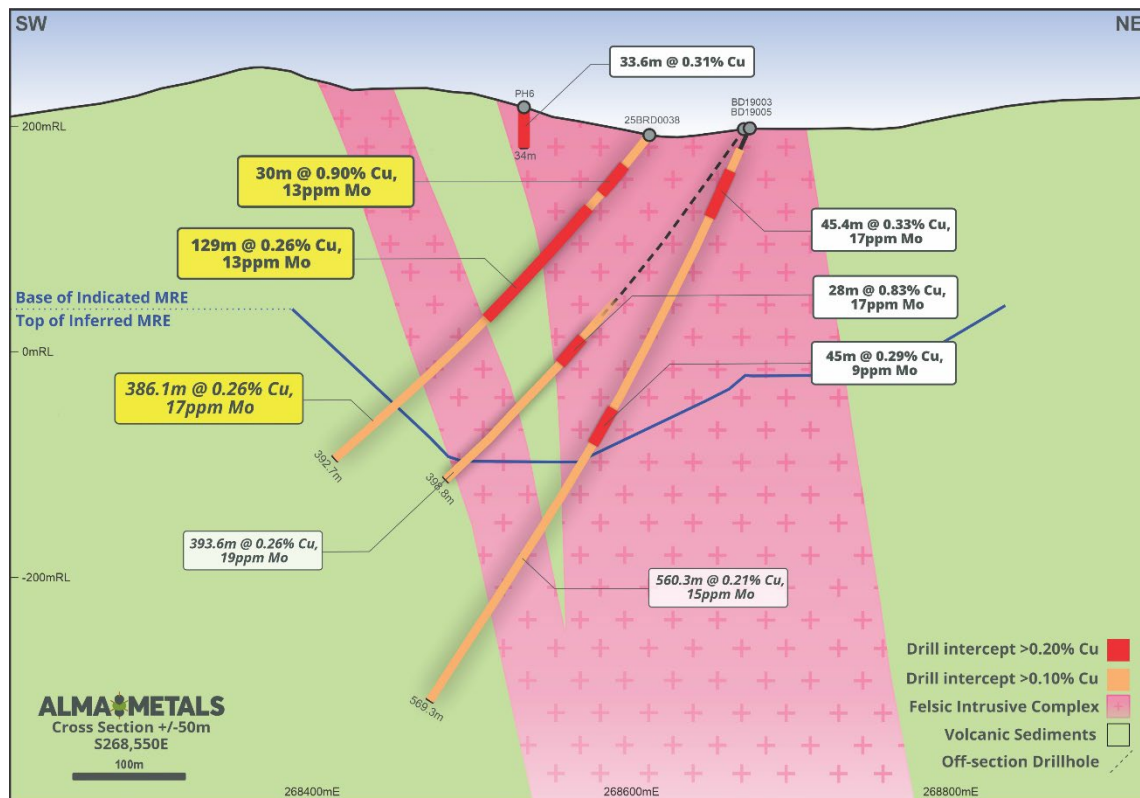 SW
NE
33.6m @ 0.31% Cu
PH6
34m
25BRD0038
BD19003
BD19005
200mRL
30m @ 0.90% Cu,
13ppm Mo
129m @ 0.26% Cu,
13ppm Mo
45.4m @ 0.33% Cu,
17ppm Mo
28m @ 0.83% Cu,
17ppm Mo
Base of Indicated MRE
Top of Inferred MRE
0mRL
45m @ 0.29% Cu,
9ppm Mo
386.1m @ 0.26% Cu,
17ppm Mo
392.7m
398.8m
393.6m @ 0.26% Cu,
19ppm Mo
-200mRL
560.3m @ 0.21% Cu,
15ppm Mo
569.3m
Drill intercept >0.20% Cu
Drill intercept >0.10% Cu
Felsic Intrusive Complex
Volcanic Sediments
Off-section Drillhole
ALMA METALS
Cross Section +/-50m
S268,550E
100m
268400mE
268600mE
268800mE